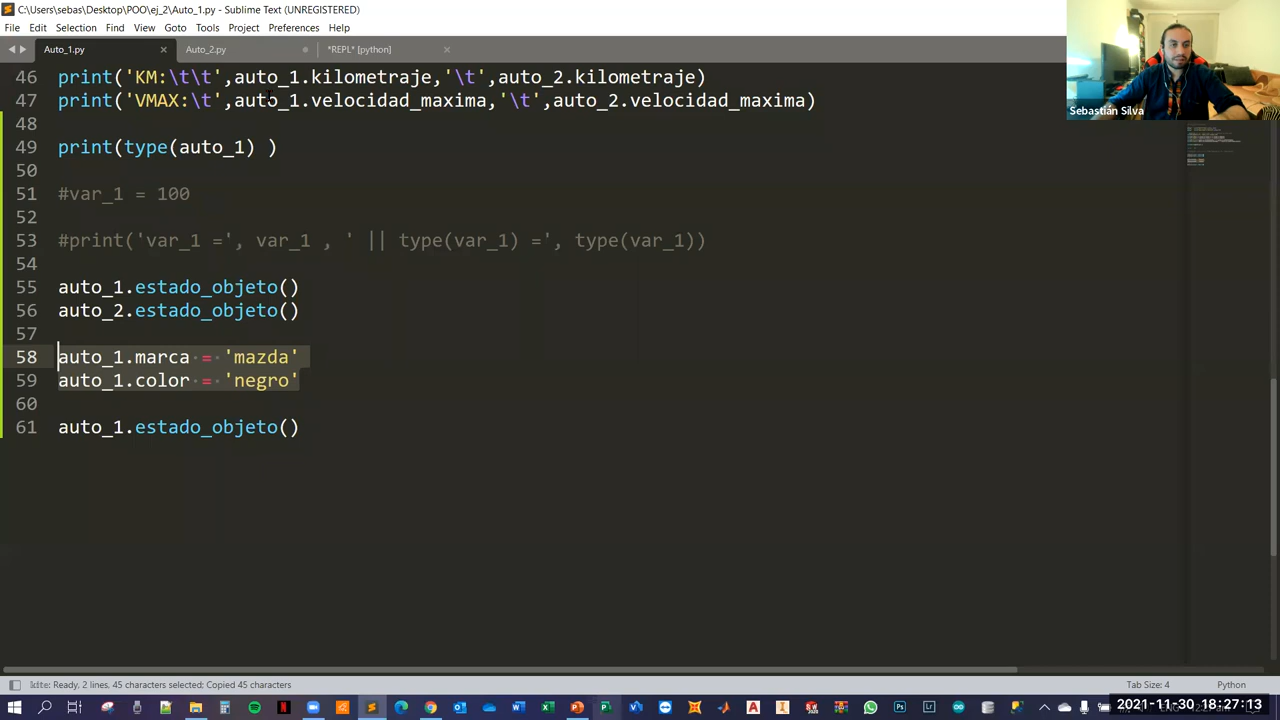 C:\Users\sebas\Desktop\POO\ej_2\Auto_1.py - Sublime Text (UNREGISTERED)
File Edit Selection Find View Goto Tools Project Preferences Help
Auto_1.py Auto_2.py *REPL* [python]
Sebastián Silva
46 print('KM:\t\t',auto_1.kilometraje,'\t',auto_2.kilometraje)
47 print('VMAX:\t',auto_1.velocidad_maxima,'\t',auto_2.velocidad_maxima)
48
49 print(type(auto_1) )
50
51 #var_1 = 100
52
53 #print('var_1 =', var_1 , ' || type(var_1) =', type(var_1))
54
55 auto_1.estado_objeto()
56 auto_2.estado_objeto()
57
58 auto_1.marca = 'mazda'
59 auto_1.color = 'negro'
60
61 auto_1.estado_objeto()
Ready, 2 lines, 45 characters selected; Copied 45 characters Tab Size: 4 Python
2021-11-30 18:27:13